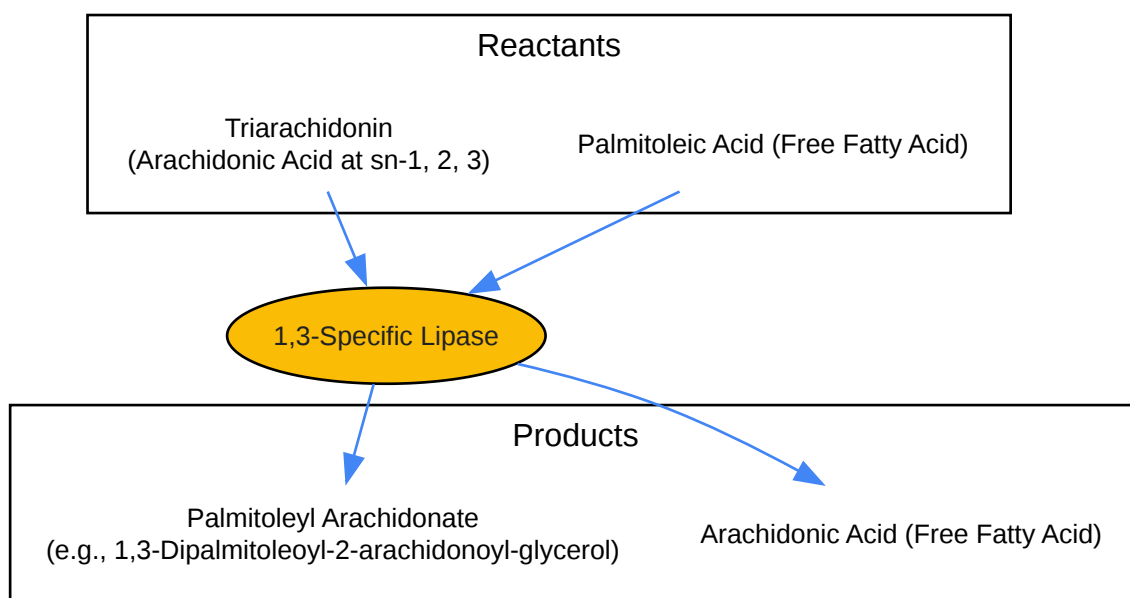 Reactants
Triarachidonin
(Arachidonic Acid at sn-1, 2, 3)
Palmitoleic Acid (Free Fatty Acid)
1,3-Specific Lipase
Products
Palmitoleyl Arachidonate
(e.g., 1,3-Dipalmitoleoyl-2-arachidonoyl-glycerol)
Arachidonic Acid (Free Fatty Acid)